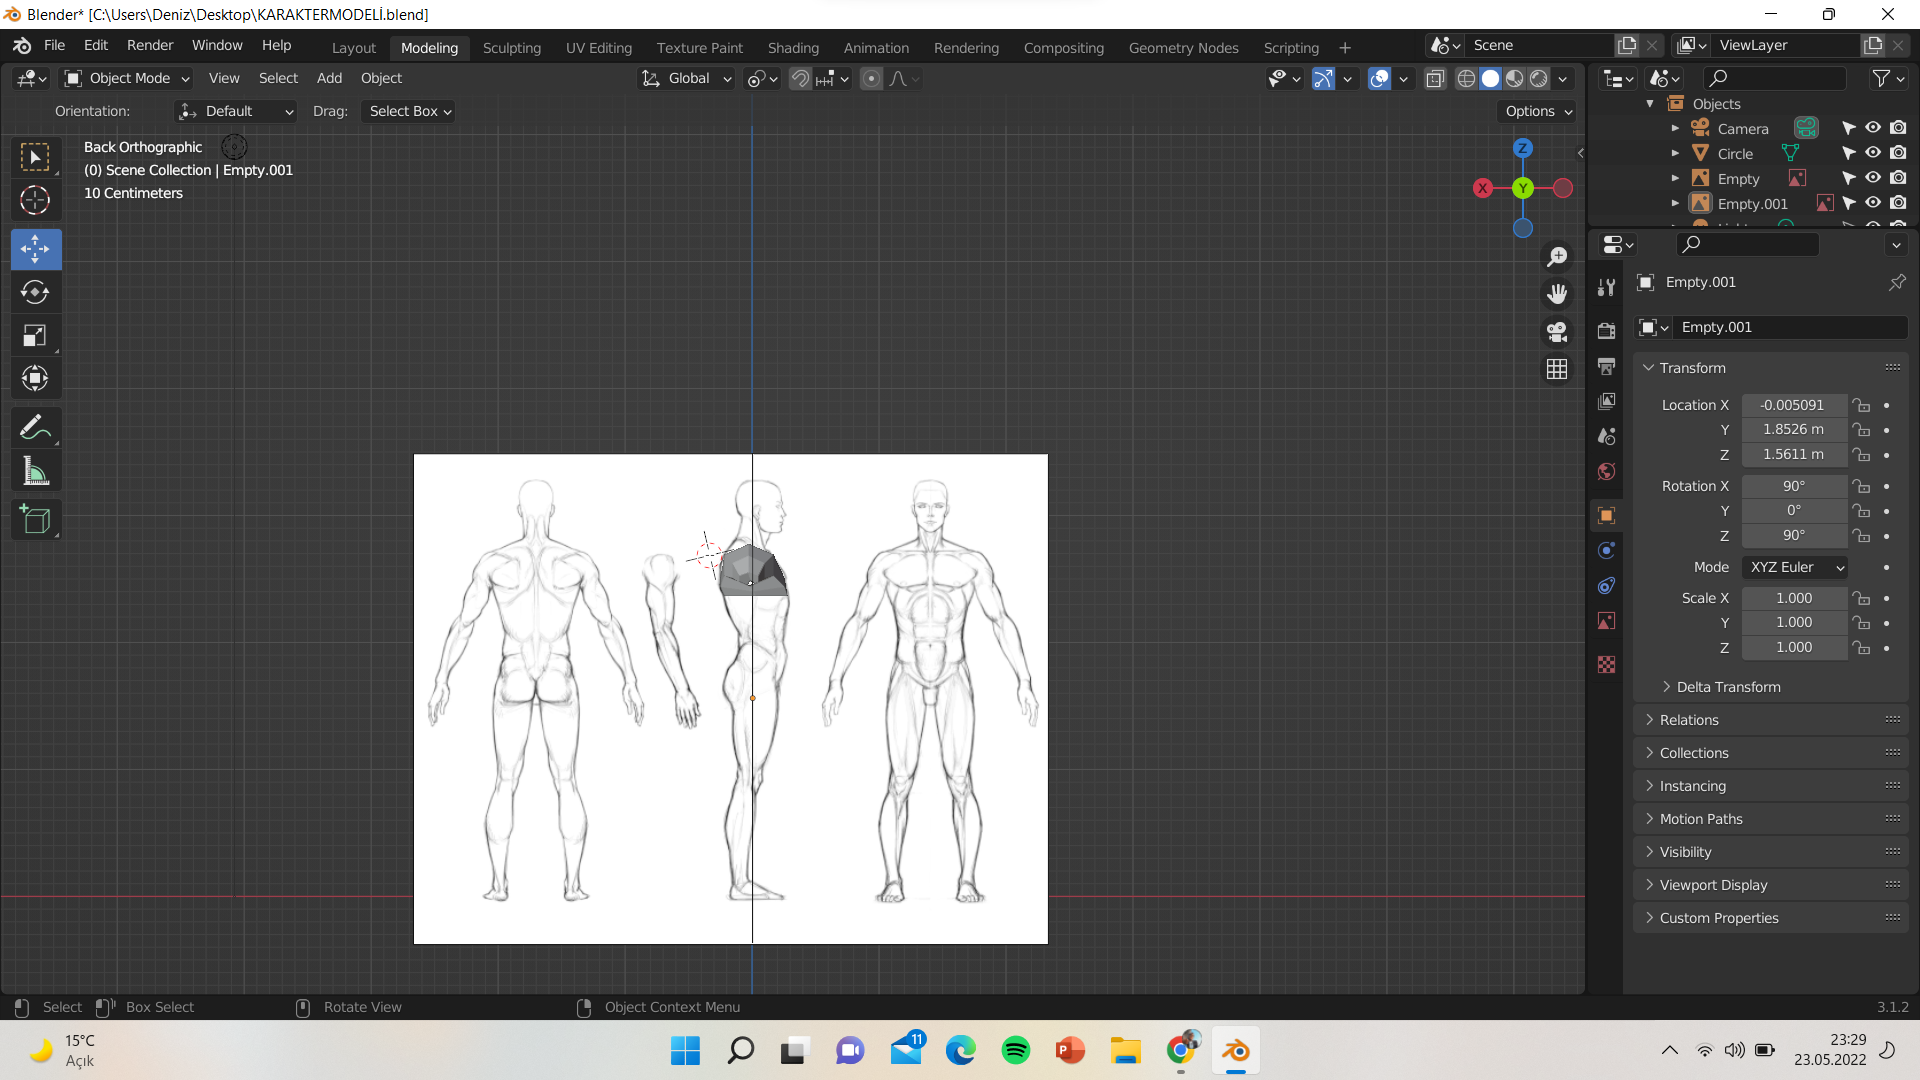 Blender* [C:\Users\Deniz\Desktop\KARAKTERMODELİ.blend]
File Edit Render Window Help Layout Modeling Sculpting UV Editing Texture Paint Shading Animation Rendering Compositing Geometry Nodes Scripting + Scene ViewLayer
Object Mode View Select Add Object Global
Orientation: Default Drag: Select Box Options
Back Orthographic
(0) Scene Collection | Empty.001
10 Centimeters
Z
X
Y
Objects
Camera
Circle
Empty
Empty.001
Empty.001
Empty.001
Transform
Location X -0.005091
Y 1.8526 m
Z 1.5611 m
Rotation X 90°
Y 0°
Z 90°
Mode XYZ Euler
Scale X 1.000
Y 1.000
Z 1.000
Delta Transform
Relations
Collections
Instancing
Motion Paths
Visibility
Viewport Display
Custom Properties
Select Box Select Rotate View Object Context Menu 3.1.2
15°C
Açık
11
P
23:29
23.05.2022